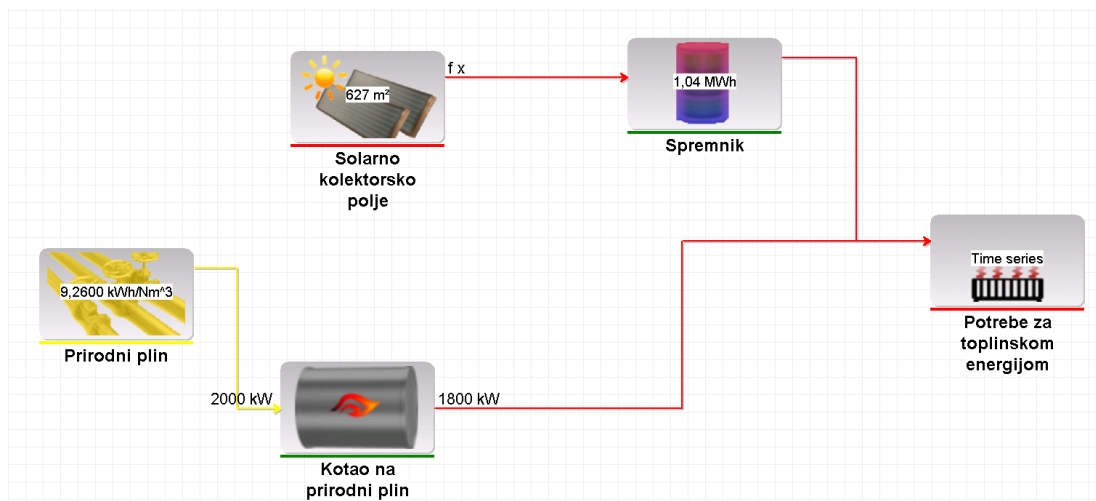 f x
627 m²
1,04 MWh
Solarno
kolektorsko
polje
Spremnik
Time series
9,2600 kWh/Nm^3
Prirodni plin
Potrebe za
toplinskom
energijom
2000 kW
1800 kW
Kotao na
prirodni plin